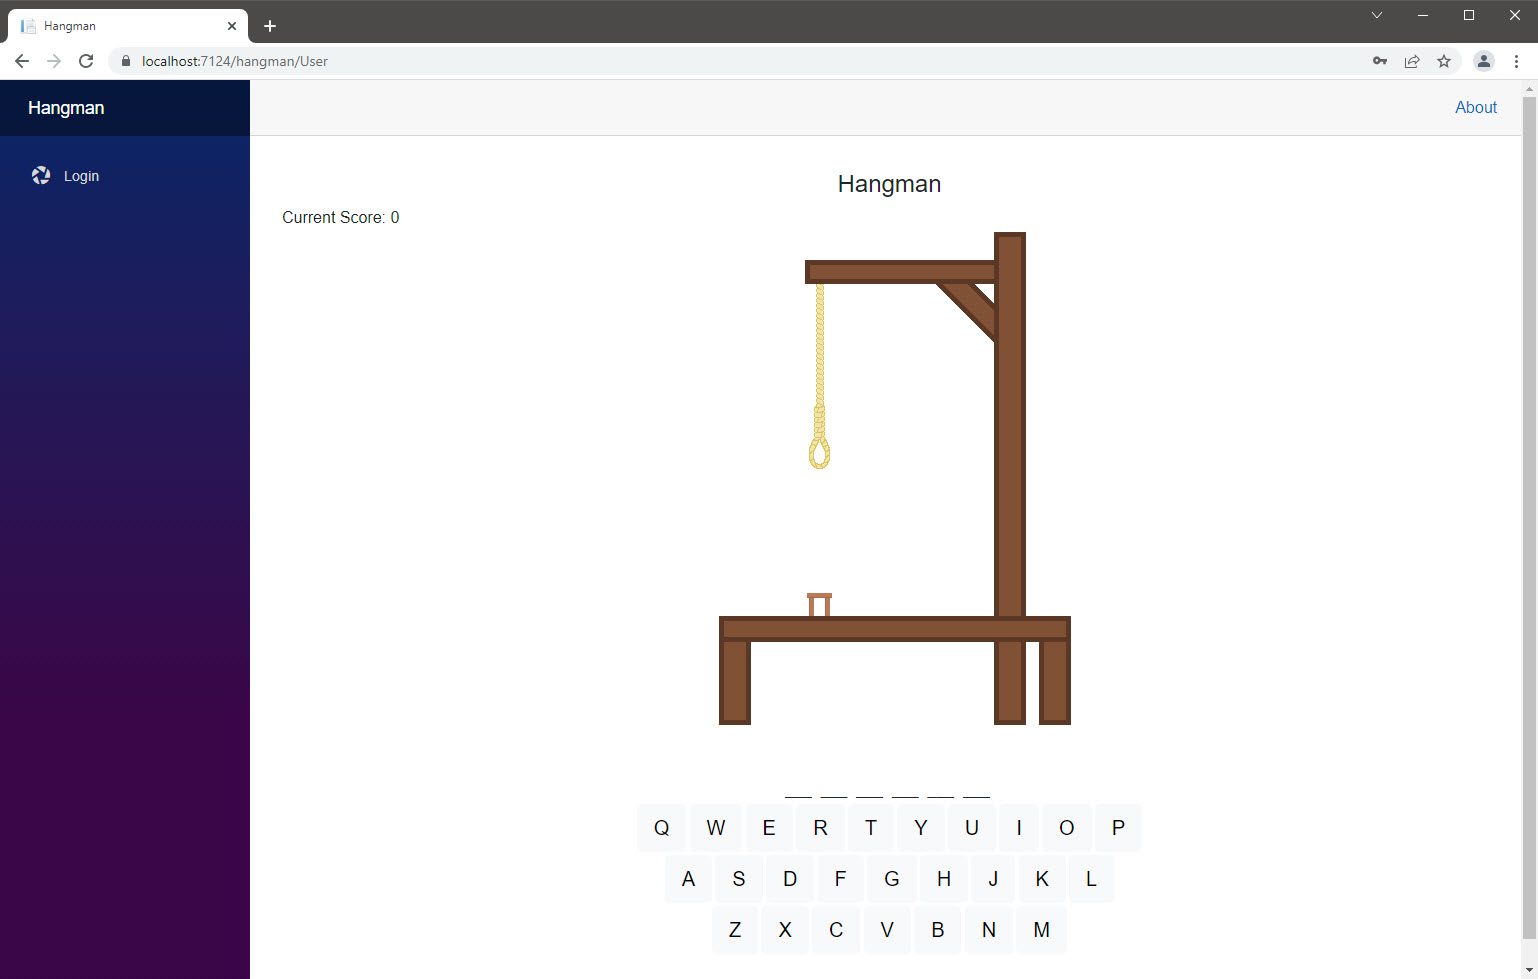 Hangman
localhost:7124/hangman/User
Hangman
About
Login
Hangman
Current Score: 0
Q W E R T Y U I O P
A S D F G H J K L
Z X C V B N M